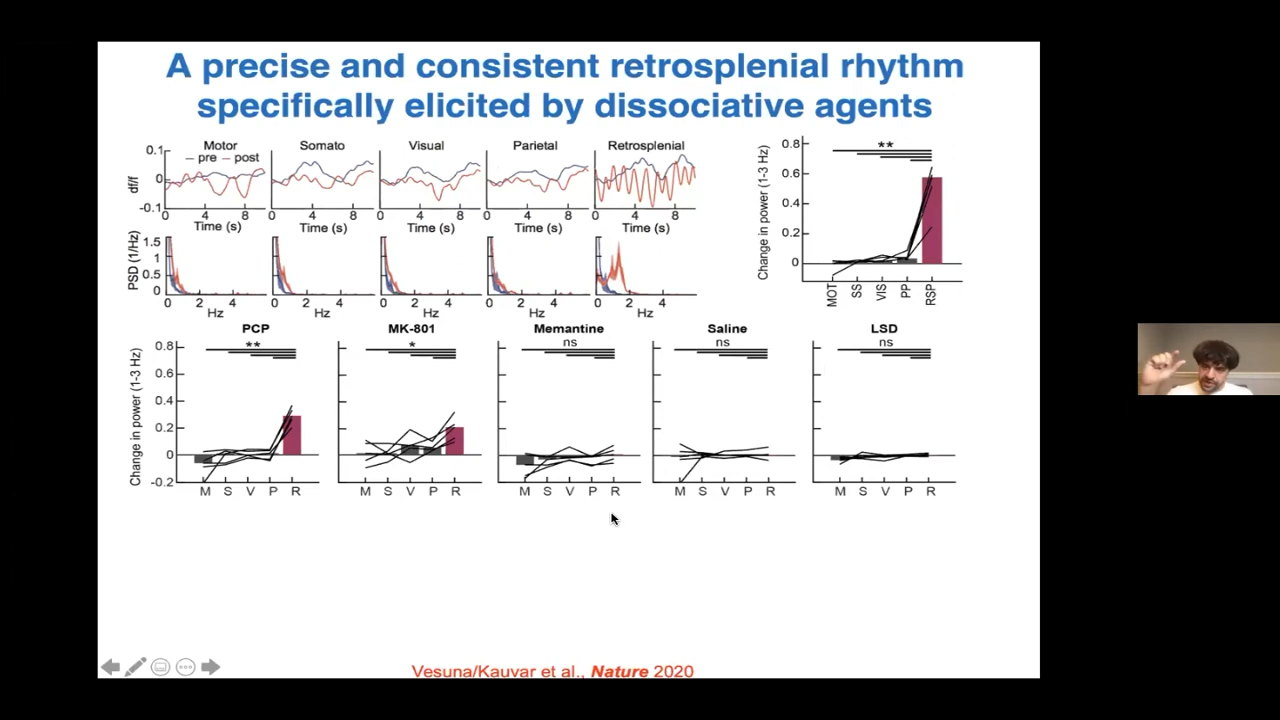 A precise and consistent retrosplenial rhythm
specifically elicited by dissociative agents
Motor
Somato
Visual
Parietal
Retrosplenial
pre
post
df/f
0.1
0
-0.1
0 4 8
0 4 8
0 4 8
0 4 8
0 4 8
Time (s)
Time (s)
Time (s)
Time (s)
Time (s)
PSD (1/Hz)
1.5
1
0.5
0 2 4
0 2 4
0 2 4
0 2 4
0 2 4
Hz
Hz
Hz
Hz
Hz
Change in power (1-3 Hz)
0.8
0.6
0.4
0.2
0
**
MOT
SS
VIS
PP
RSP
PCP
MK-801
Memantine
Saline
LSD
**
*
ns
ns
ns
Change in power (1-3 Hz)
0.8
0.6
0.4
0.2
0
-0.2
M S V P R
M S V P R
M S V P R
M S V P R
M S V P R
Vesuna/Kauvar et al., Nature 2020